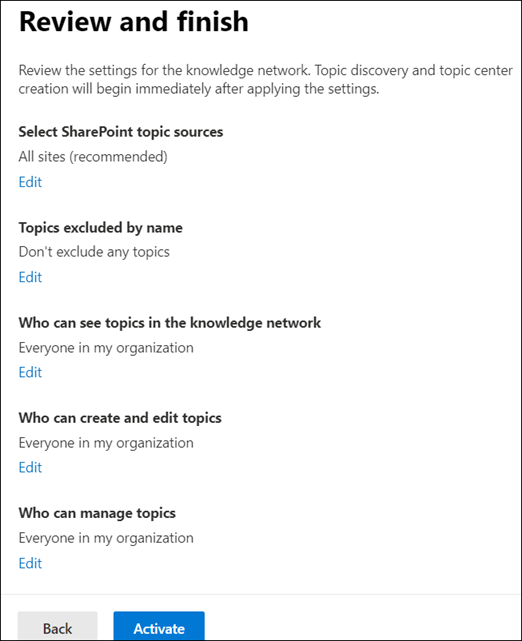 Review and finish
Review the settings for the knowledge network. Topic discovery and topic center
creation will begin immediately after applying the settings.
Select SharePoint topic sources
All sites (recommended)
Edit
Topics excluded by name
Don't exclude any topics
Edit
Who can see topics in the knowledge network
Everyone in my organization
Edit
Who can create and edit topics
Everyone in my organization
Edit
Who can manage topics
Everyone in my organization
Edit
Back Activate